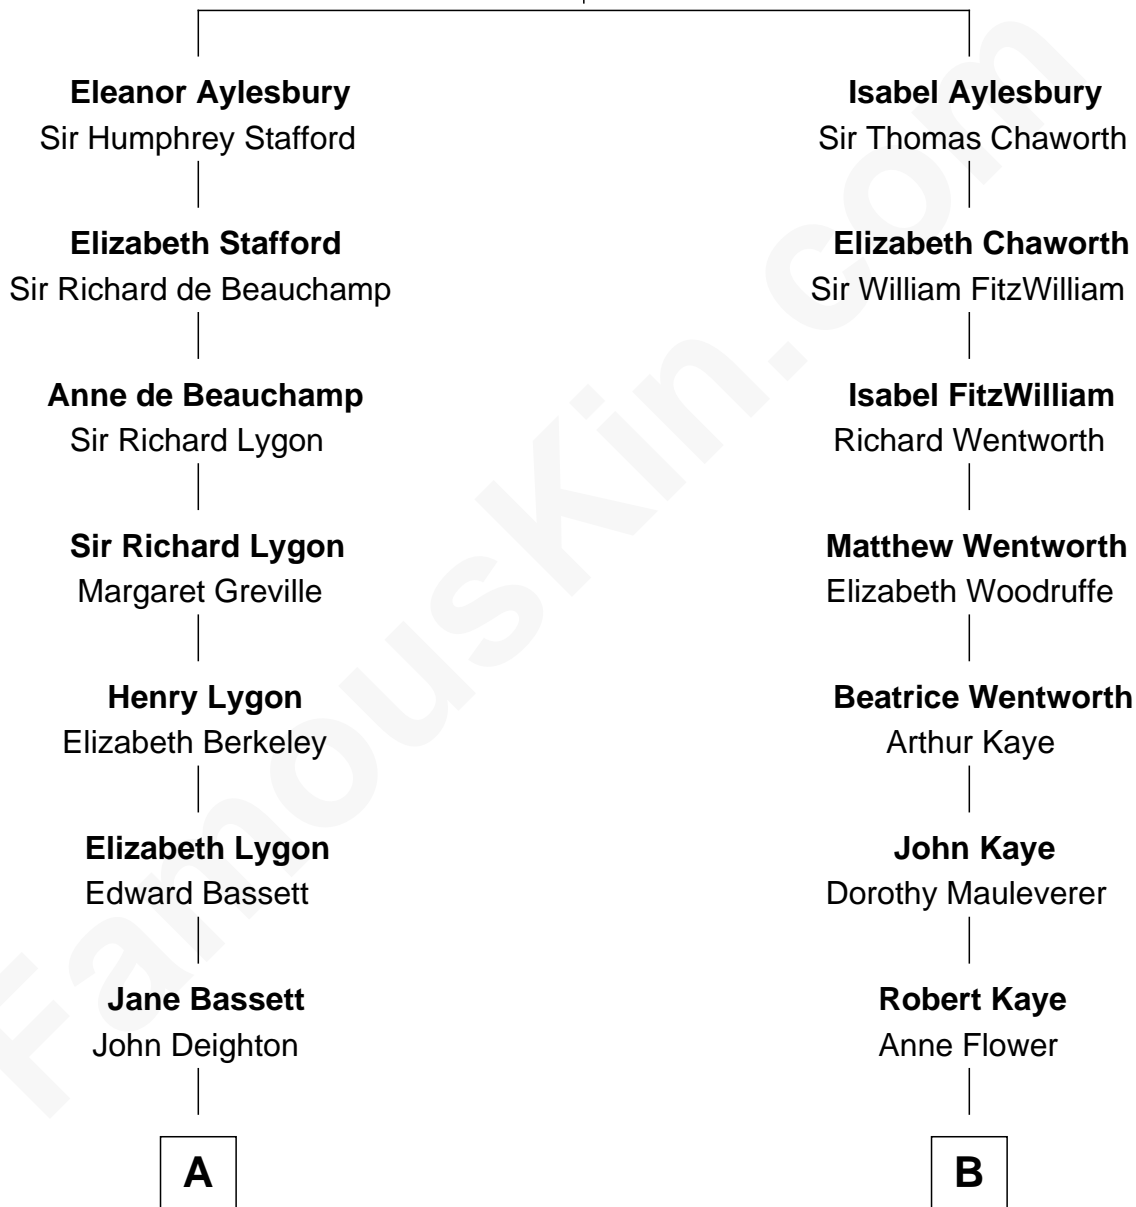 Eleanor Aylesbury
Sir Humphrey Stafford
Elizabeth Stafford
Sir Richard de Beauchamp
Anne de Beauchamp
Sir Richard Lygon
Sir Richard Lygon
Margaret Greville
Henry Lygon
Elizabeth Berkeley
Elizabeth Lygon
Edward Bassett
Jane Bassett
John Deighton
A
Isabel Aylesbury
Sir Thomas Chaworth
Elizabeth Chaworth
Sir William FitzWilliam
Isabel FitzWilliam
Richard Wentworth
Matthew Wentworth
Elizabeth Woodruffe
Beatrice Wentworth
Arthur Kaye
John Kaye
Dorothy Mauleverer
Robert Kaye
Anne Flower
B
FamousKin.com